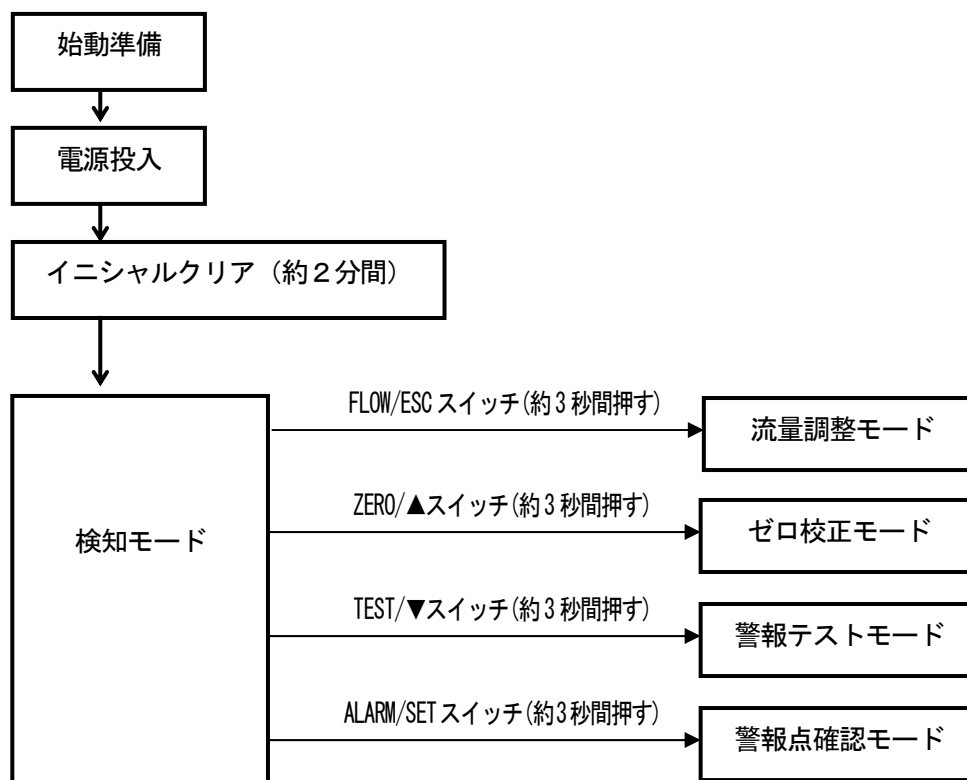 始動準備
電源投入
イニシャルクリア（約２分間）
検知モード
FLOW/ESC スイッチ(約3秒間押す)
流量調整モード
ZERO/▲スイッチ(約3秒間押す)
ゼロ校正モード
TEST/▼スイッチ(約3秒間押す)
警報テストモード
ALARM/SET スイッチ(約3秒間押す)
警報点確認モード